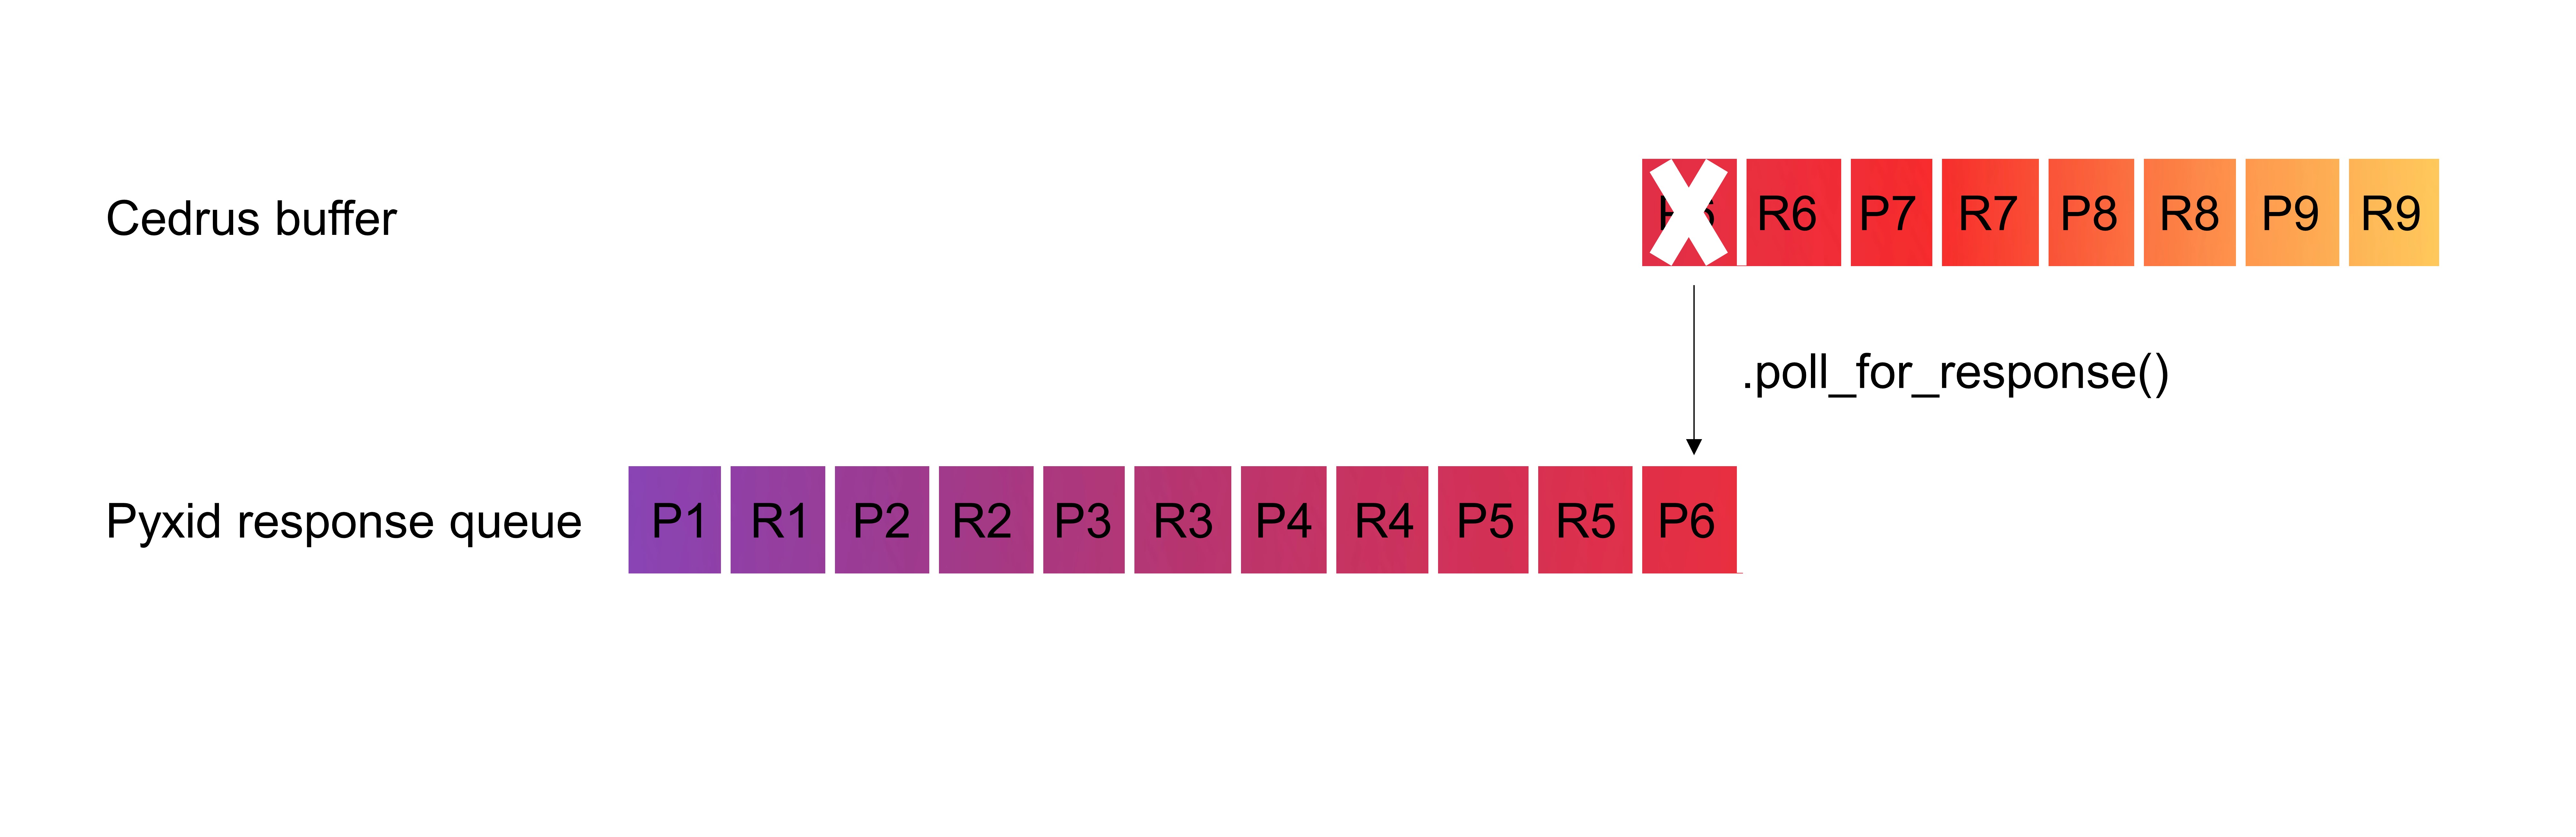 Cedrus buffer R6 P7 R7 P8 R8 P9 R9
.poll_for_response()
Pyxid response queue P1 R1 P2 R2 P3 R3 P4 R4 P5 R5 P6